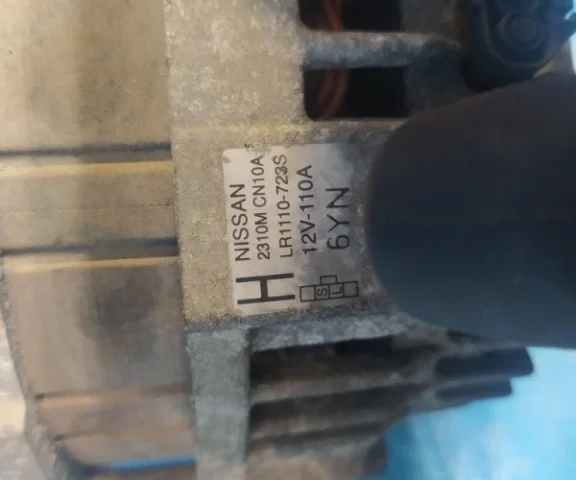 H
NISSAN
2310M CN10A
LR1110-723S
12V-110A
6YN
S L